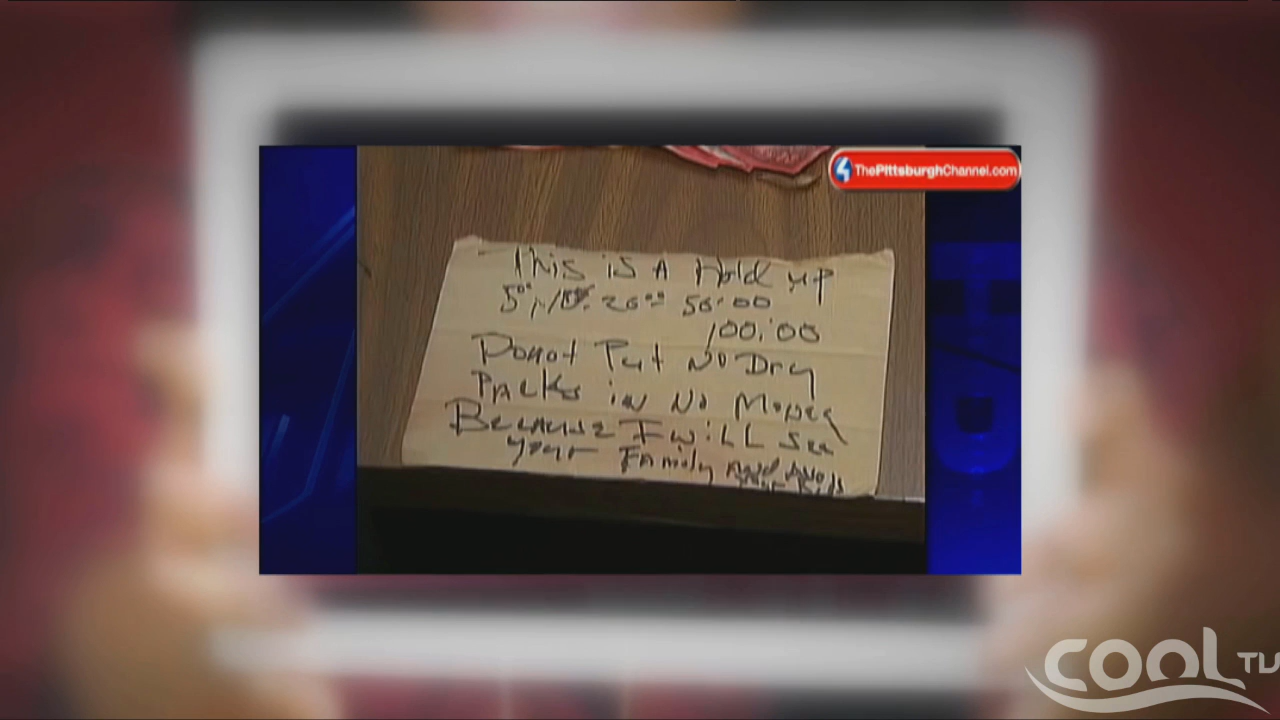 ThePittsburghChannel.com
This is A Hold up
5°° 20°° 50.00
100.00
Donot Put No Dry
PACKS in No Money
BECAUSE I will see
your Family And
COOL TV